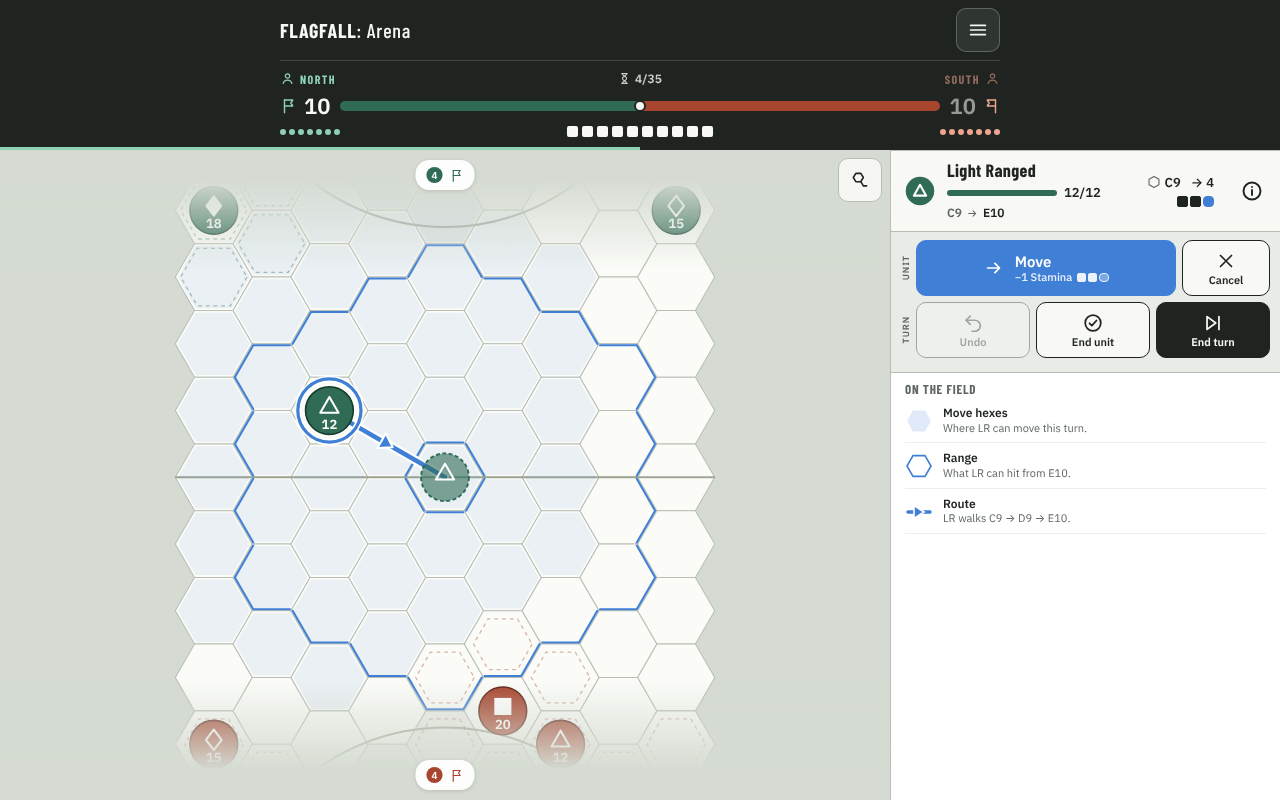 FLAGFALL: Arena
NORTH
4/35
SOUTH
10
10
4
18
15
12
20
15
12
4
Light Ranged
12/12
C9 → E10
C9 → 4
UNIT
Move
−1 Stamina
Cancel
TURN
Undo
End unit
End turn
ON THE FIELD
Move hexes
Where LR can move this turn.
Range
What LR can hit from E10.
Route
LR walks C9 → D9 → E10.